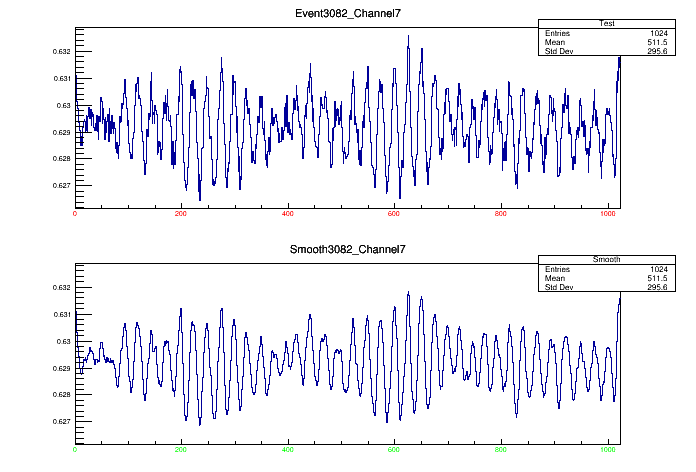 Event3082_Channel7
Test
Entries 1024
Mean 511.5
Std Dev 295.6
0.632
0.631
0.63
0.629
0.628
0.627
0 200 400 600 800 1000
Smooth3082_Channel7
Smooth
Entries 1024
Mean 511.5
Std Dev 295.6
0.632
0.631
0.63
0.629
0.628
0.627
0 200 400 600 800 1000